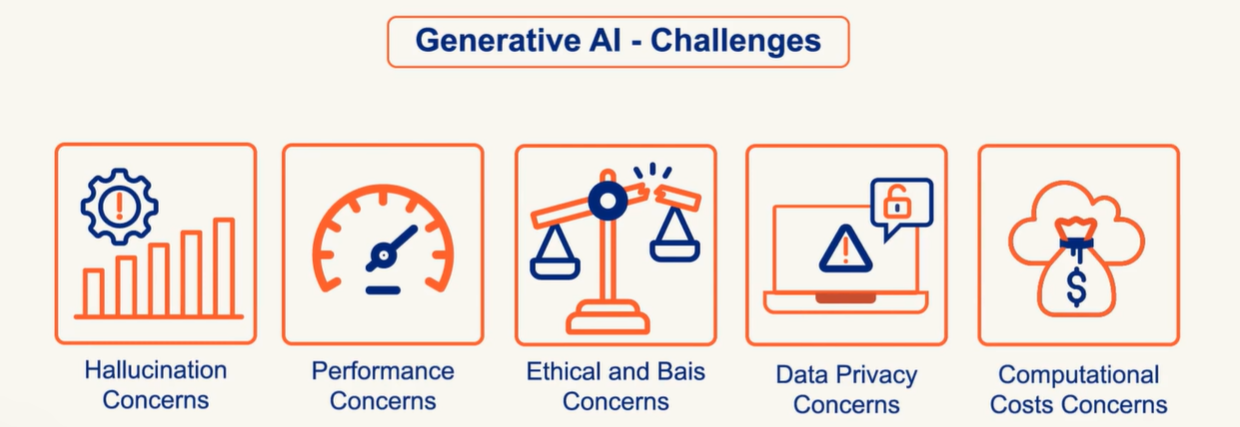 Generative AI - Challenges
Hallucination
Concerns
Performance
Concerns
Ethical and Bais
Concerns
Data Privacy
Concerns
$
Computational
Costs Concerns